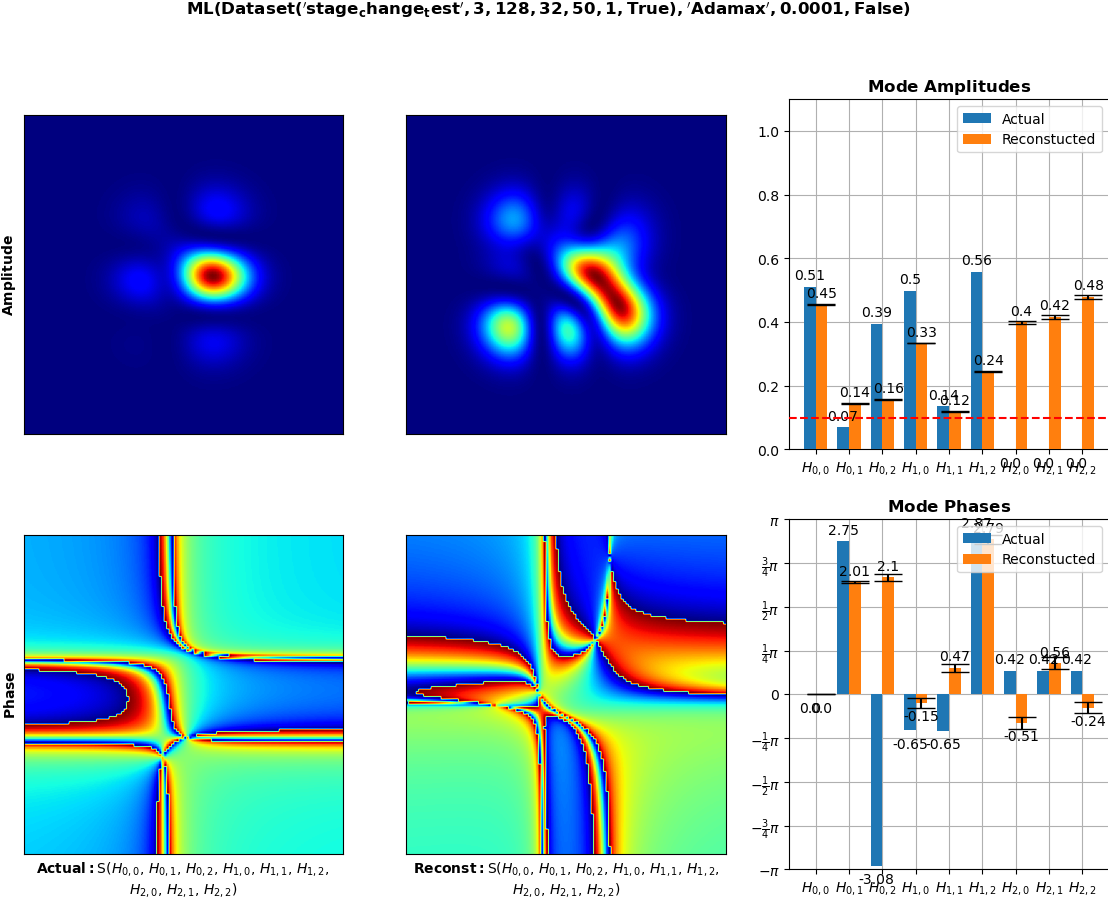 ML(Dataset('stage_change_test', 3, 128, 32, 50, 1, True), 'Adamax', 0.0001, False)
Amplitude
Mode Amplitudes
Actual
Reconstucted
1.0
0.8
0.6
0.4
0.2
0.0
0.51
0.45
0.07
0.14
0.39
0.16
0.5
0.33
0.14
0.12
0.56
0.24
0.0
0.4
0.0
0.42
0.0
0.48
H0,0 H0,1 H0,2 H1,0 H1,1 H1,2 H2,0 H2,1 H2,2
Phase
Mode Phases
Actual
Reconstucted
π
3/4π
1/2π
1/4π
0
−1/4π
−1/2π
−3/4π
−π
0.0
0.0
2.75
2.01
-3.08
2.1
-0.65
-0.15
-0.65
0.47
2.87
2.79
0.42
-0.51
0.42
0.56
0.42
-0.24
H0,0 H0,1 H0,2 H1,0 H1,1 H1,2 H2,0 H2,1 H2,2
Actual: S(H0,0, H0,1, H0,2, H1,0, H1,1, H1,2,
H2,0, H2,1, H2,2)
Reconst: S(H0,0, H0,1, H0,2, H1,0, H1,1, H1,2,
H2,0, H2,1, H2,2)